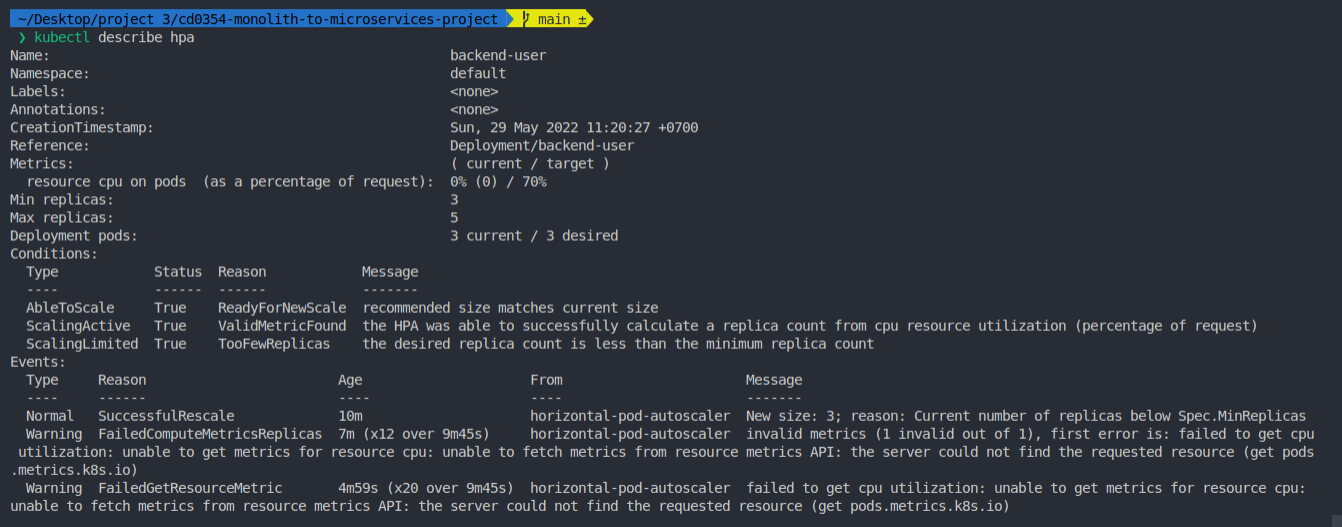 ~/Desktop/project 3/cd0354-monolith-to-microservices-project main ±
❯ kubectl describe hpa
Name: backend-user
Namespace: default
Labels: <none>
Annotations: <none>
CreationTimestamp: Sun, 29 May 2022 11:20:27 +0700
Reference: Deployment/backend-user
Metrics: ( current / target )
resource cpu on pods (as a percentage of request): 0% (0) / 70%
Min replicas: 3
Max replicas: 5
Deployment pods: 3 current / 3 desired
Conditions:
Type Status Reason Message
---- ------ ------ -------
AbleToScale True ReadyForNewScale recommended size matches current size
ScalingActive True ValidMetricFound the HPA was able to successfully calculate a replica count from cpu resource utilization (percentage of request)
ScalingLimited True TooFewReplicas the desired replica count is less than the minimum replica count
Events:
Type Reason Age From Message
---- ------ ---- ---- -------
Normal SuccessfulRescale 10m horizontal-pod-autoscaler New size: 3; reason: Current number of replicas below Spec.MinReplicas
Warning FailedComputeMetricsReplicas 7m (x12 over 9m45s) horizontal-pod-autoscaler invalid metrics (1 invalid out of 1), first error is: failed to get cpu
utilization: unable to get metrics for resource cpu: unable to fetch metrics from resource metrics API: the server could not find the requested resource (get pods
.metrics.k8s.io)
Warning FailedGetResourceMetric 4m59s (x20 over 9m45s) horizontal-pod-autoscaler failed to get cpu utilization: unable to get metrics for resource cpu:
unable to fetch metrics from resource metrics API: the server could not find the requested resource (get pods.metrics.k8s.io)